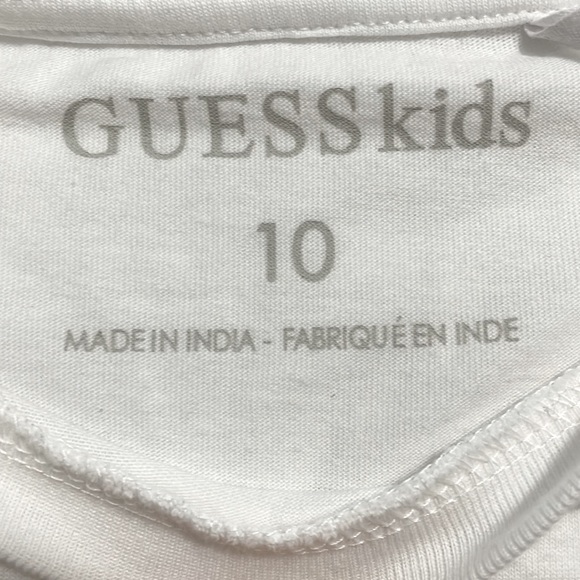 GUESS kids
10
MADE IN INDIA - FABRIQUÉ EN INDE